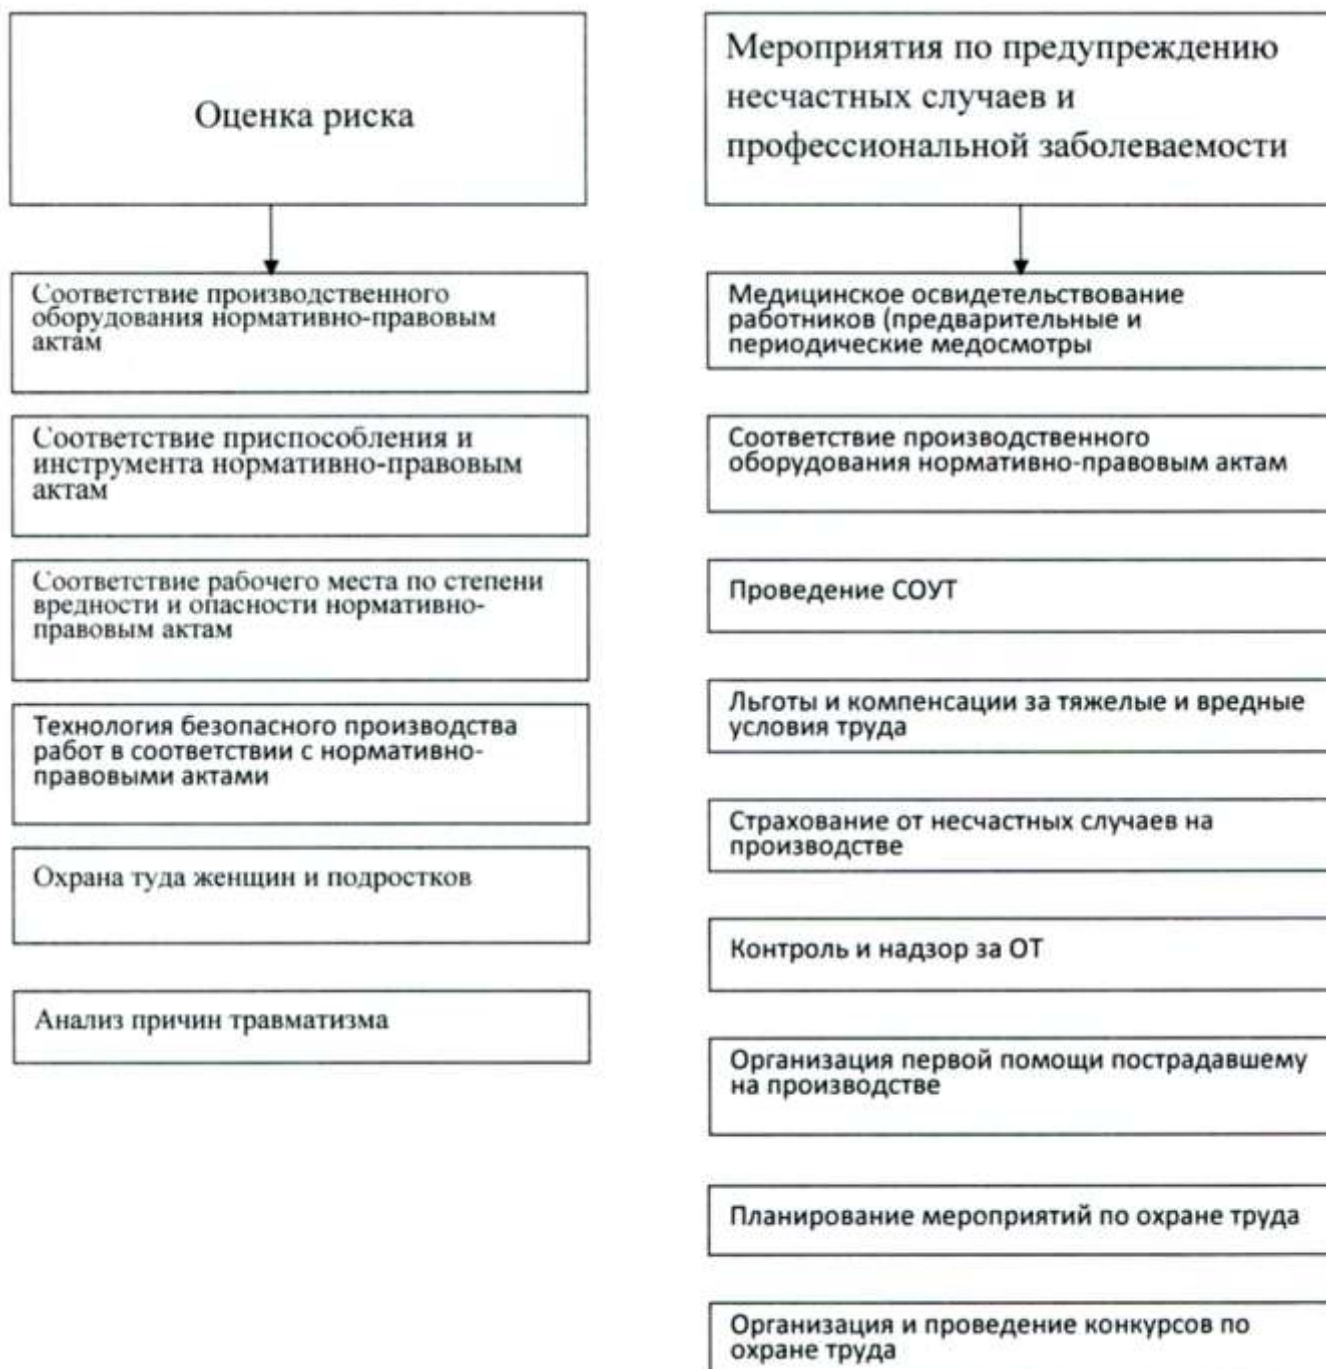 Оценка риска
Соответствие производственного
оборудования нормативно-правовым
актам
Соответствие приспособления и
инструмента нормативно-правовым
актам
Соответствие рабочего места по степени
вредности и опасности нормативно-
правовым актам
Технология безопасного производства
работ в соответствии с нормативно-
правовыми актами
Охрана туда женщин и подростков
Анализ причин травматизма
Мероприятия по предупреждению
несчастных случаев и
профессиональной заболеваемости
Медицинское освидетельствование
работников (предварительные и
периодические медосмотры
Соответствие производственного
оборудования нормативно-правовым актам
Проведение СОУТ
Льготы и компенсации за тяжелые и вредные
условия труда
Страхование от несчастных случаев на
производстве
Контроль и надзор за ОТ
Организация первой помощи пострадавшему
на производстве
Планирование мероприятий по охране труда
Организация и проведение конкурсов по
охране труда